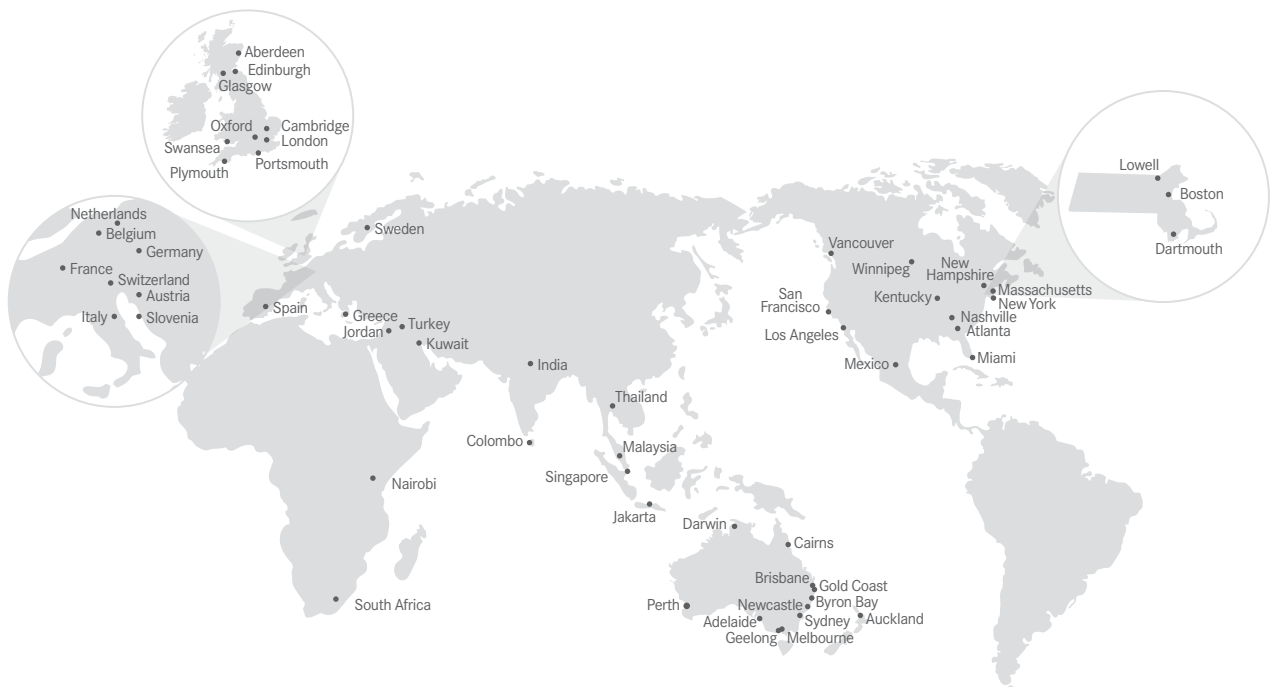 Aberdeen
Edinburgh
Glasgow
Oxford
Cambridge
London
Swansea
Portsmouth
Plymouth
Netherlands
Belgium
Germany
France
Switzerland
Austria
Italy
Slovenia
Sweden
Spain
Greece
Jordan
Turkey
Kuwait
India
Thailand
Colombo
Malaysia
Singapore
Jakarta
Nairobi
South Africa
Darwin
Cairns
Brisbane
Gold Coast
Byron Bay
Perth
Newcastle
Adelaide
Sydney
Auckland
Geelong
Melbourne
Vancouver
Winnipeg
New
Hampshire
Massachusetts
New York
Kentucky
San
Francisco
Nashville
Atlanta
Los Angeles
Mexico
Miami
Lowell
Boston
Dartmouth